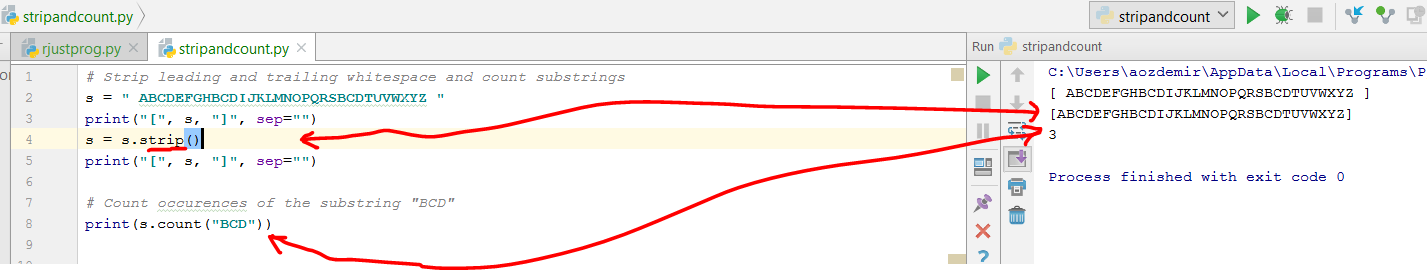 stripandcount.py
stripandcount
rjustprog.py
stripandcount.py
Run stripandcount
1 # Strip leading and trailing whitespace and count substrings
2 s = " ABCDEFGHBCDIJKLMNOPQRSBCDTUVWXYZ "
3 print("[", s, "]", sep="")
4 s = s.strip()
5 print("[", s, "]", sep="")
6
7 # Count occurences of the substring "BCD"
8 print(s.count("BCD"))
9
C:\Users\aozdemir\AppData\Local\Programs\P
[ ABCDEFGHBCDIJKLMNOPQRSBCDTUVWXYZ ]
[ABCDEFGHBCDIJKLMNOPQRSBCDTUVWXYZ]
3
Process finished with exit code 0